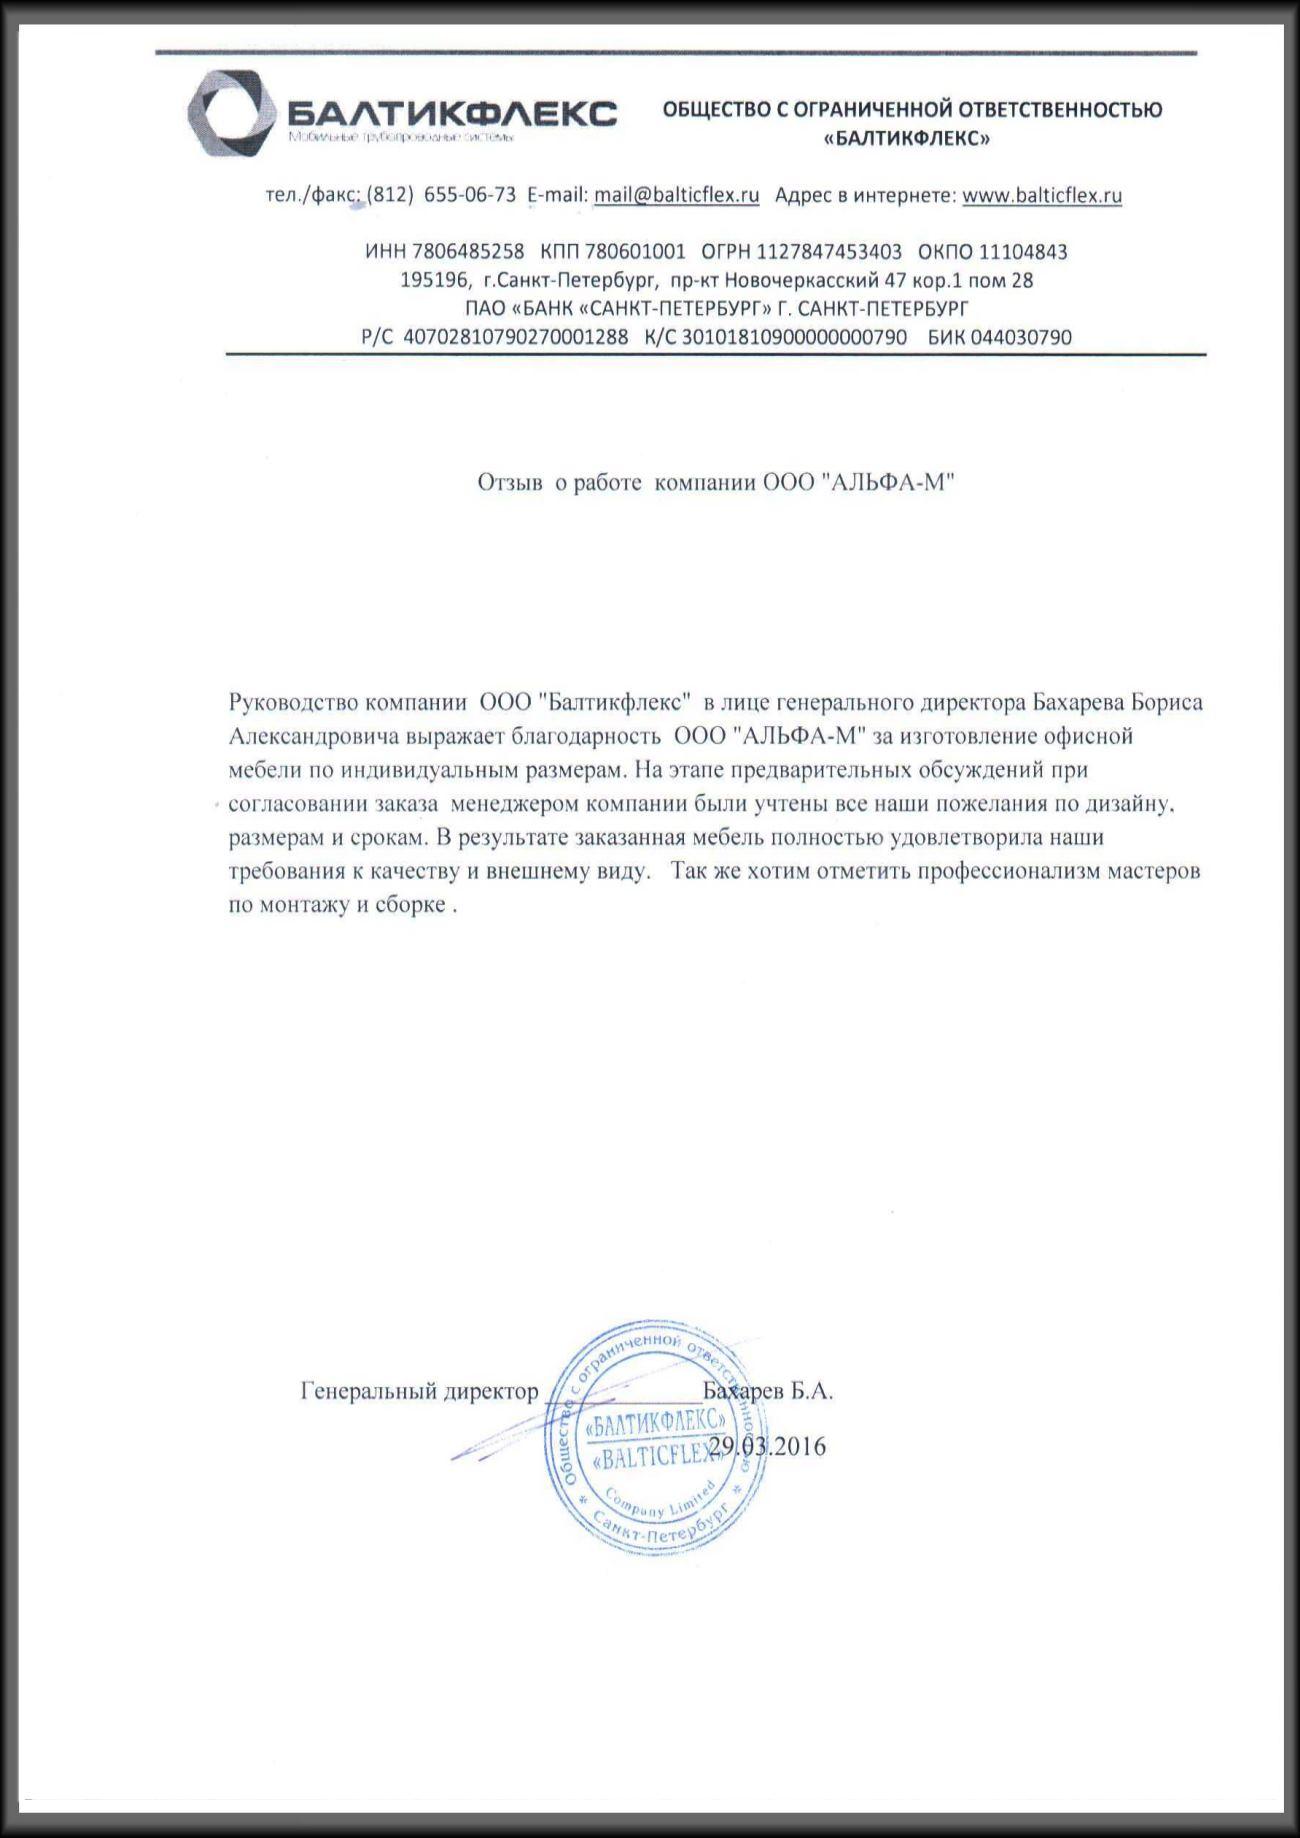 БАЛТИКФЛЕКС
Мобильные трубопроводные системы
ОБЩЕСТВО С ОГРАНИЧЕННОЙ ОТВЕТСТВЕННОСТЬЮ
«БАЛТИКФЛЕКС»
тел./факс: (812) 655-06-73 E-mail: mail@balticflex.ru Адрес в интернете: www.balticflex.ru
ИНН 7806485258 КПП 780601001 ОГРН 1127847453403 ОКПО 11104843
195196, г.Санкт-Петербург, пр-кт Новочеркасский 47 кор.1 пом 28
ПАО «БАНК «САНКТ-ПЕТЕРБУРГ» Г. САНКТ-ПЕТЕРБУРГ
Р/С 40702810790270001288 К/С 30101810900000000790 БИК 044030790
Отзыв о работе компании ООО "АЛЬФА-М"
Руководство компании ООО "Балтикфлекс" в лице генерального директора Бахарева Бориса
Александровича выражает благодарность ООО "АЛЬФА-М" за изготовление офисной
мебели по индивидуальным размерам. На этапе предварительных обсуждений при
согласовании заказа менеджером компании были учтены все наши пожелания по дизайну,
размерам и срокам. В результате заказанная мебель полностью удовлетворила наши
требования к качеству и внешнему виду. Так же хотим отметить профессионализм мастеров
по монтажу и сборке .
Генеральный директор ____________ Бахарев Б.А.
29.03.2016
Общество с ограниченной ответственностью
«БАЛТИКФЛЕКС»
«BALTICFLEX»
Company Limited
* Санкт-Петербург *